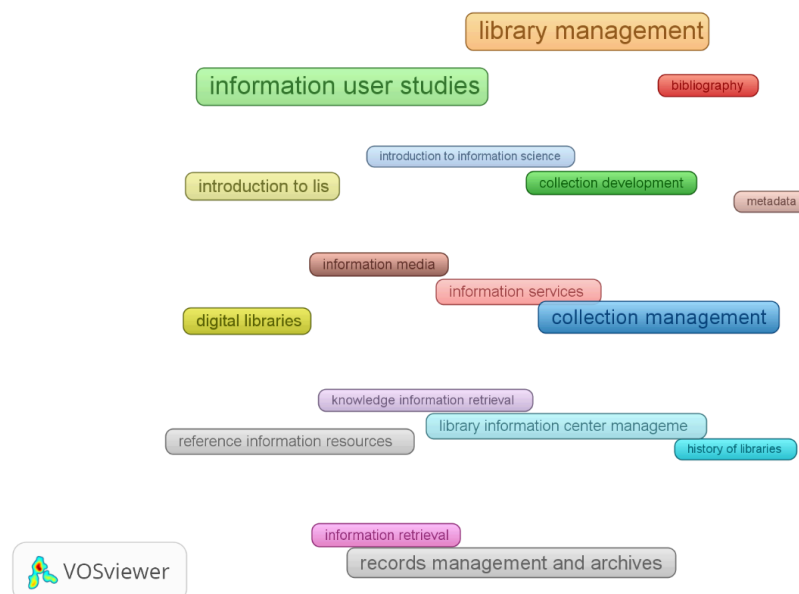 library management
information user studies
bibliography
introduction to information science
collection development
introduction to lis
metadata
information media
information services
digital libraries
collection management
knowledge information retrieval
library information center manageme
reference information resources
history of libraries
information retrieval
records management and archives
VOSviewer